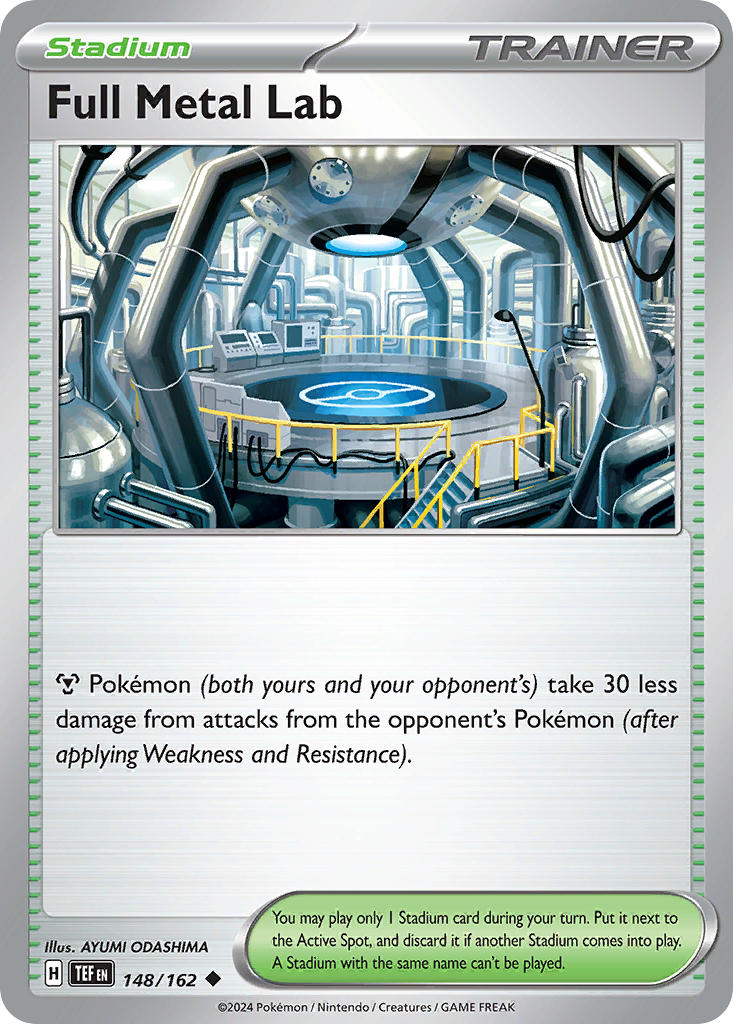 Stadium
TRAINER
Full Metal Lab
Pokémon (both yours and your opponent's) take 30 less
damage from attacks from the opponent's Pokémon (after
applying Weakness and Resistance).
You may play only 1 Stadium card during your turn. Put it next to
the Active Spot, and discard it if another Stadium comes into play.
A Stadium with the same name can't be played.
Illus. AYUMI ODASHIMA
H TEF EN 148/162
©2024 Pokémon / Nintendo / Creatures / GAME FREAK